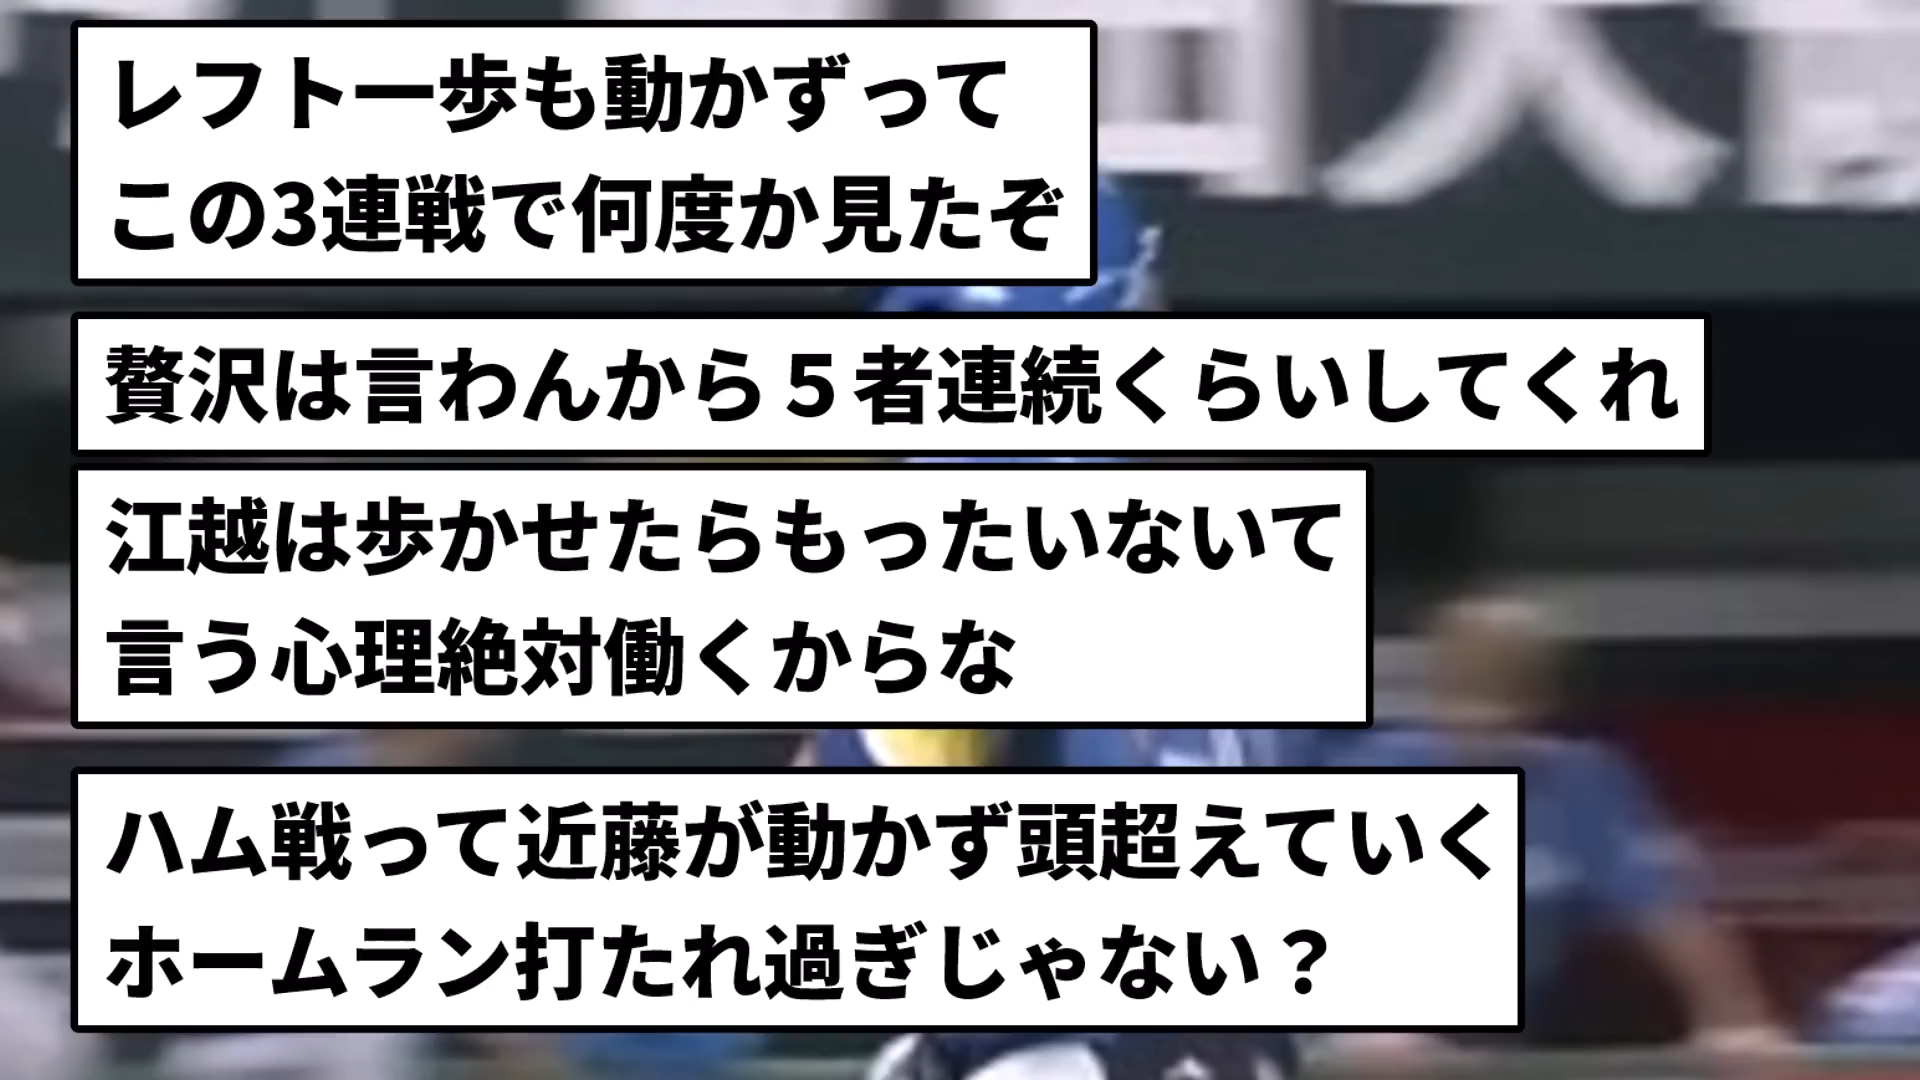 レフト一歩も動かずって
この3連戦で何度か見たぞ
贅沢は言わんから５者連続くらいしてくれ
江越は歩かせたらもったいないて
言う心理絶対働くからな
ハム戦って近藤が動かず頭超えていく
ホームラン打たれ過ぎじゃない？